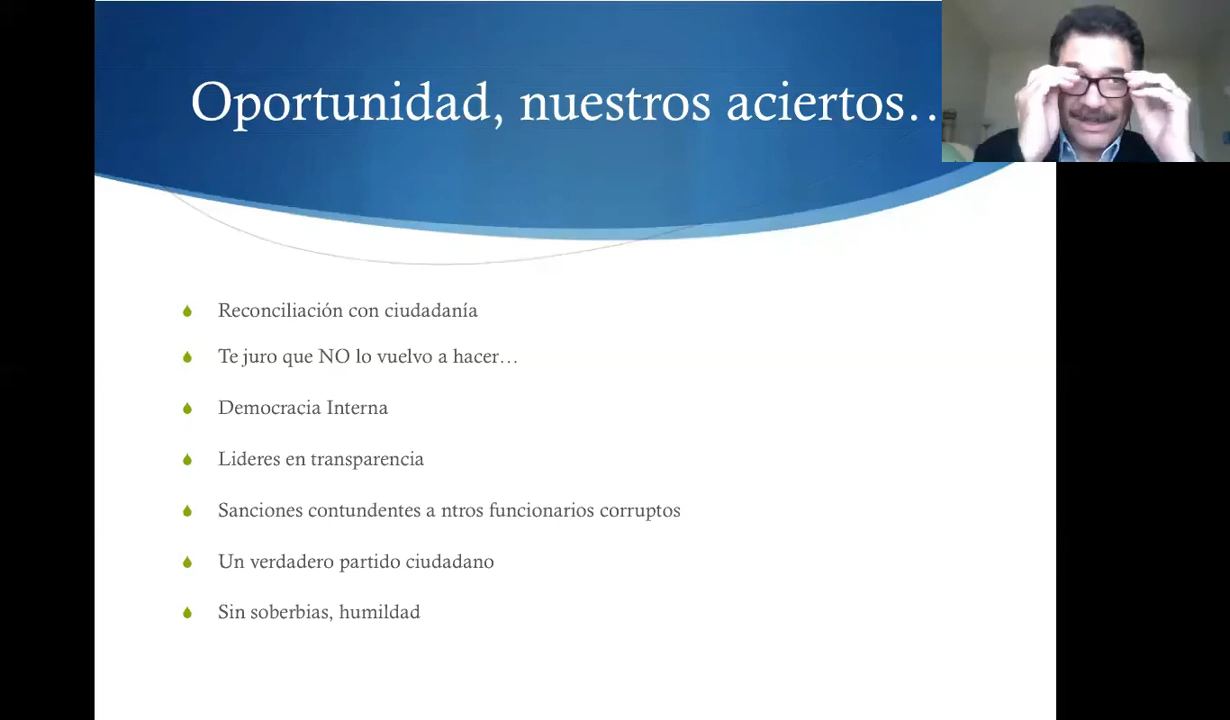 Oportunidad, nuestros aciertos..
Reconciliación con ciudadanía
Te juro que NO lo vuelvo a hacer…
Democracia Interna
Lideres en transparencia
Sanciones contundentes a ntros funcionarios corruptos
Un verdadero partido ciudadano
Sin soberbias, humildad